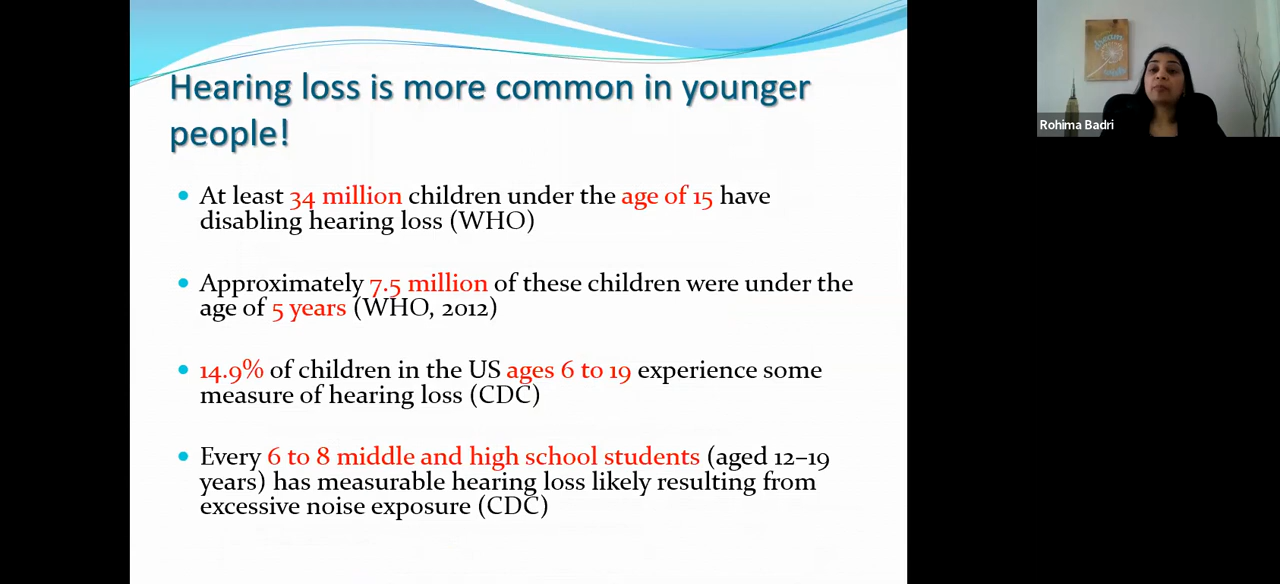 Hearing loss is more common in younger
people!
At least 34 million children under the age of 15 have
disabling hearing loss (WHO)
Approximately 7.5 million of these children were under the
age of 5 years (WHO, 2012)
14.9% of children in the US ages 6 to 19 experience some
measure of hearing loss (CDC)
Every 6 to 8 middle and high school students (aged 12–19
years) has measurable hearing loss likely resulting from
excessive noise exposure (CDC)
dream
Rohima Badri